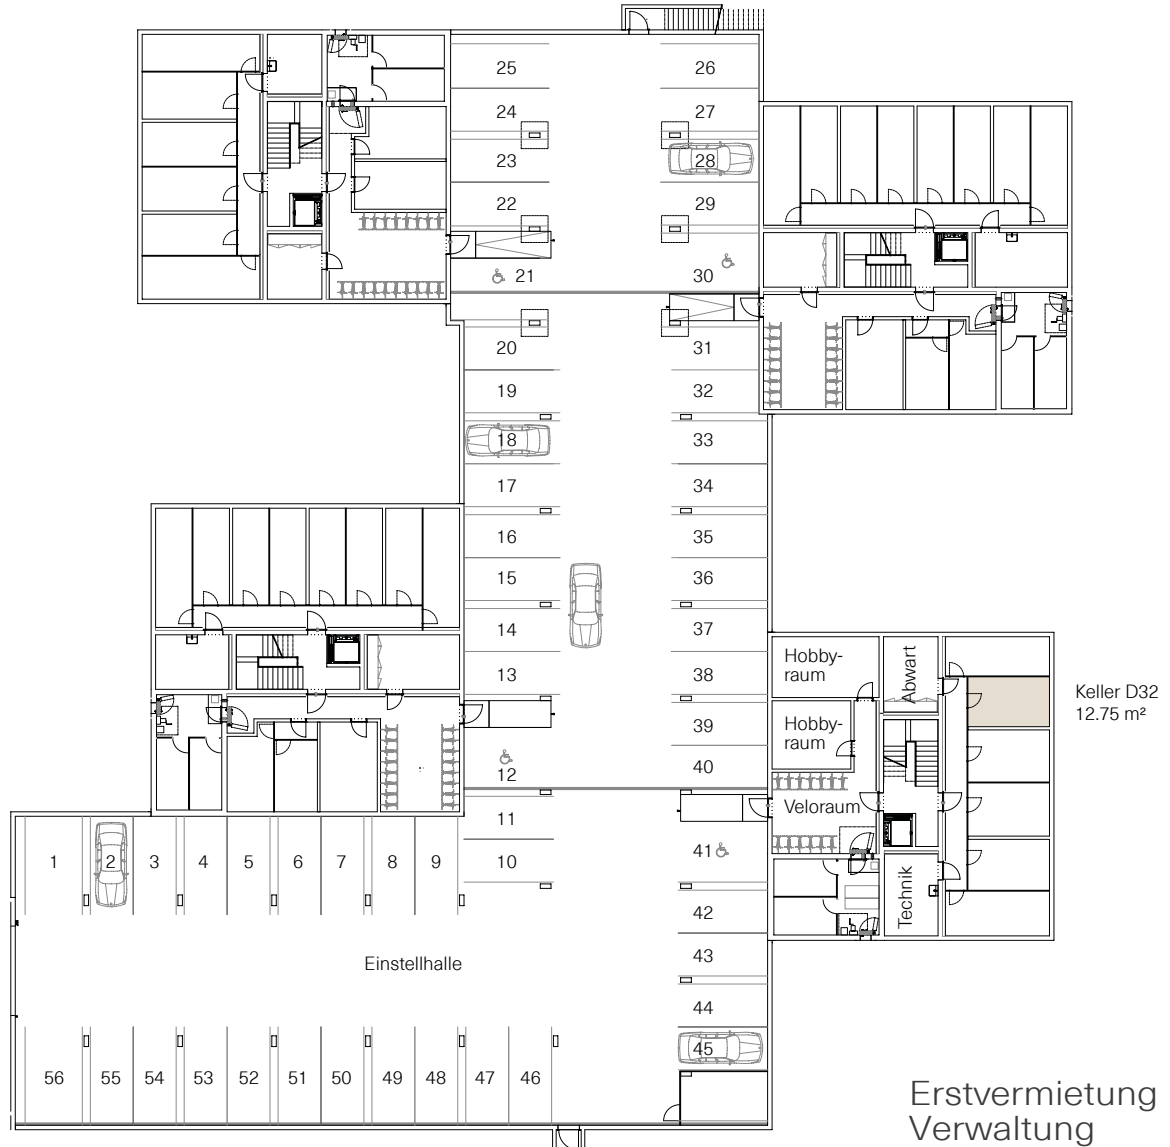 25 26
24 27
23 28
22 29
21 30
20 31
19 32
18 33
17 34
16 35
15 36
14 37
13 38
39
12 40
11
10 41
42
43
44
45
Hobby-
raum
Abwart
Keller D32
12.75 m²
Hobby-
raum
Veloraum
Technik
1 2 3 4 5 6 7 8 9
Einstellhalle
56 55 54 53 52 51 50 49 48 47 46
Erstvermietung
Verwaltung